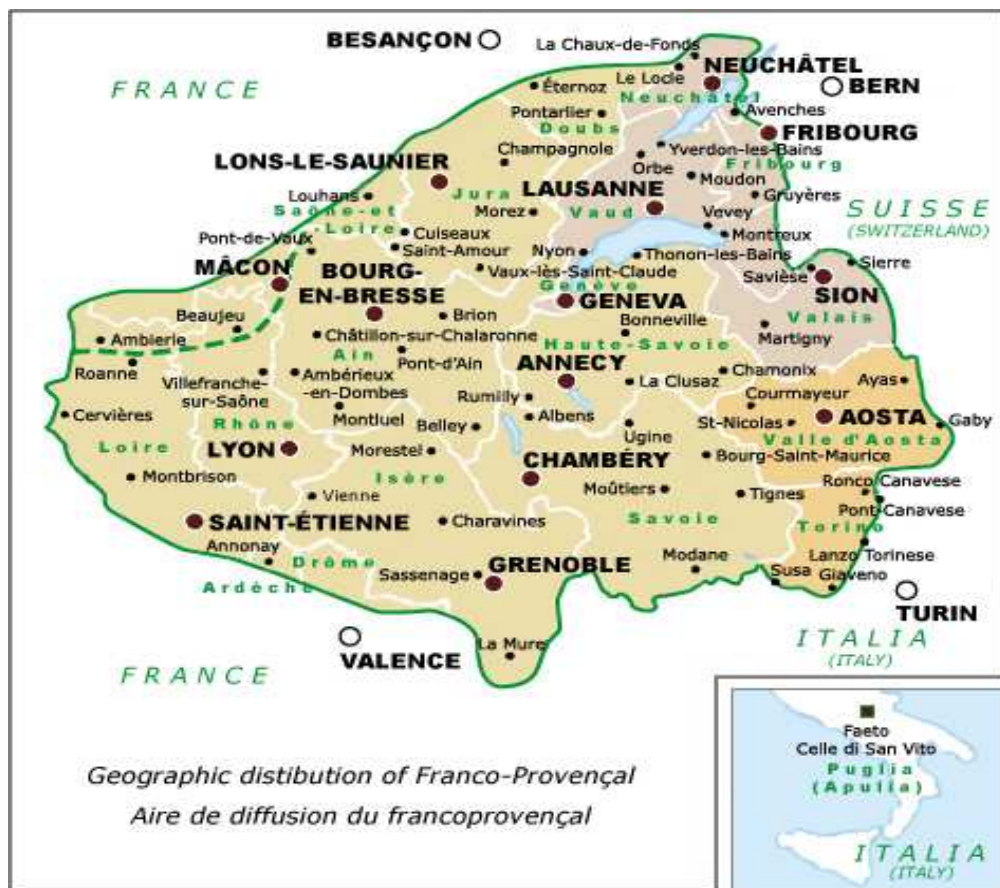 BESANÇON
La Chaux-de-Fonds
NEUCHÂTEL
Le Locle
BERN
FRANCE
Éternoz
Neuchâtel
Avenches
Pontarlier
Doubs
FRIBOURG
Champagnole
Yverdon-les-Bains
Fribourg
LONS-LE-SAUNIER
Orbe
Moudon
LAUSANNE
Louhans
Jura
Gruyères
Saône-et
-Loire
Morez
Vaud
Vevey
SUISSE
(SWITZERLAND)
Cuiseaux
Montreux
Pont-de-Vaux
Saint-Amour
Nyon
Thonon-les-Bains
Sierre
MÂCON
BOURG-
EN-BRESSE
Vaux-lès-Saint-Claude
Savièse
Genève
GENEVA
SION
Beaujeu
Brion
Bonneville
Valais
Ambierle
Châtillon-sur-Chalaronne
Haute-Savoie
Martigny
Ain
Pont-d'Ain
ANNECY
Roanne
Villefranche-
sur-Saône
Ambérieux
-en-Dombes
Chamonix
La Clusaz
Courmayeur
Ayas
Rumilly
Cervières
Montluel
Albens
AOSTA
Rhône
Belley
Ugine
St-Nicolas
Gaby
Loire
LYON
Valle d'Aosta
Morestel
CHAMBÉRY
Bourg-Saint-Maurice
Montbrison
Isère
Moûtiers
Ronco Canavese
Vienne
Tignes
Pont-Canavese
SAINT-ÉTIENNE
Charavines
Savoie
Torino
Annonay
Drôme
GRENOBLE
Modane
Lanzo Torinese
Ardèche
Sassenage
Susa
Giaveno
TURIN
La Mure
VALENCE
ITALIA
(ITALY)
FRANCE
Faeto
Celle di San Vito
Puglia
(Apulia)
Geographic distibution of Franco-Provençal
Aire de diffusion du francoprovençal
ITALIA
(ITALY)